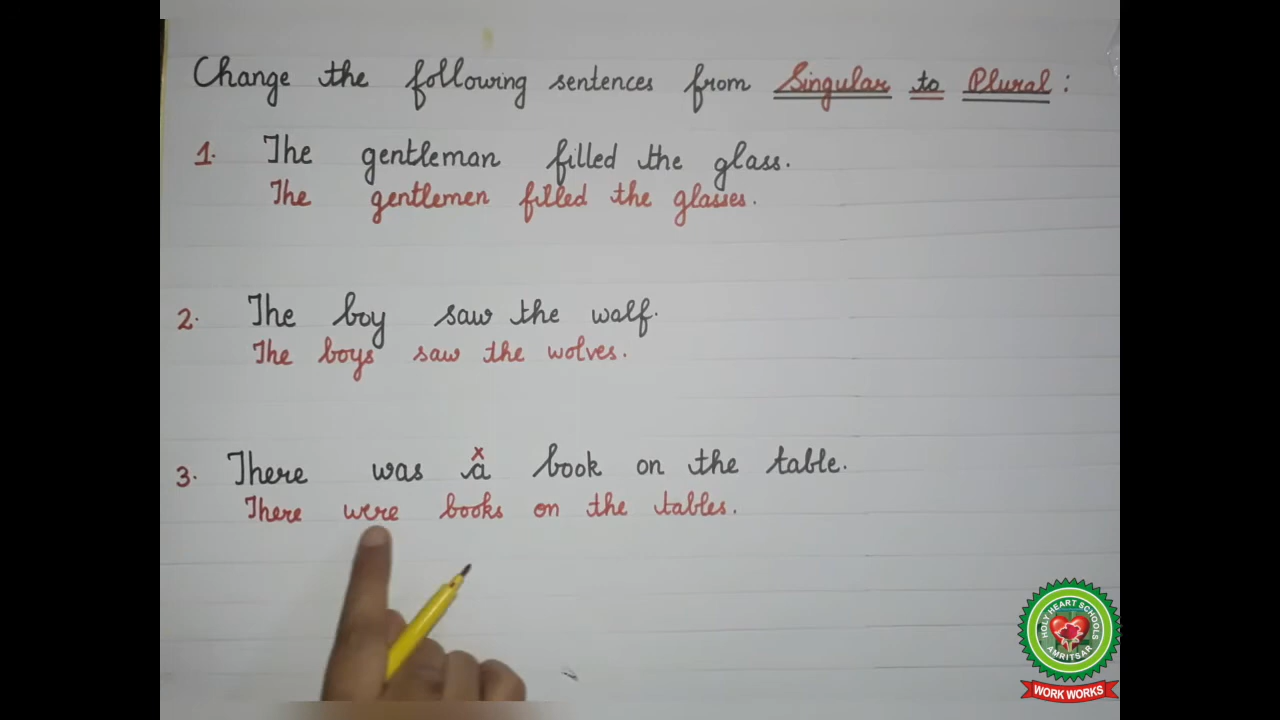 Change the following sentences from Singular to Plural :
1. The gentleman filled the glass.
The gentlemen filled the glasses.
2. The boy saw the walf.
The boys saw the wolves.
3. There was a book on the table.
x
There were books on the tables.
HOLY HEART SCHOOLS
AMRITSAR
WORK WORKS